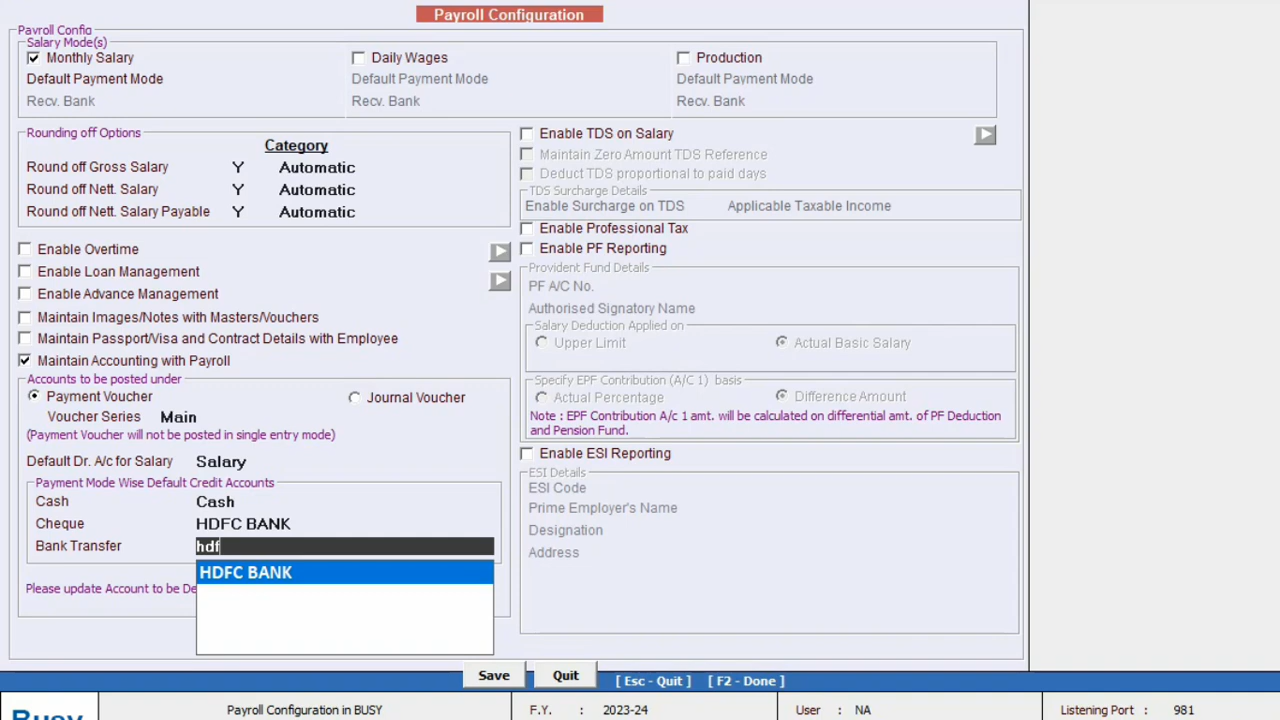 Payroll Configuration
Payroll Config
Salary Mode(s)
Monthly Salary
Default Payment Mode
Recv. Bank
Daily Wages
Default Payment Mode
Recv. Bank
Production
Default Payment Mode
Recv. Bank
Rounding off Options
Category
Round off Gross Salary Y Automatic
Round off Nett. Salary Y Automatic
Round off Nett. Salary Payable Y Automatic
Enable Overtime
Enable Loan Management
Enable Advance Management
Maintain Images/Notes with Masters/Vouchers
Maintain Passport/Visa and Contract Details with Employee
Maintain Accounting with Payroll
Accounts to be posted under
Payment Voucher Journal Voucher
Voucher Series Main
(Payment Voucher will not be posted in single entry mode)
Default Dr. A/c for Salary Salary
Payment Mode Wise Default Credit Accounts
Cash Cash
Cheque HDFC BANK
Bank Transfer hdf
HDFC BANK
Please update Account to be De
Enable TDS on Salary
Maintain Zero Amount TDS Reference
Deduct TDS proportional to paid days
TDS Surcharge Details
Enable Surcharge on TDS Applicable Taxable Income
Enable Professional Tax
Enable PF Reporting
Provident Fund Details
PF A/C No.
Authorised Signatory Name
Salary Deduction Applied on
Upper Limit Actual Basic Salary
Specify EPF Contribution (A/C 1) basis
Actual Percentage Difference Amount
Note : EPF Contribution A/c 1 amt. will be calculated on differential amt. of PF Deduction
and Pension Fund.
Enable ESI Reporting
ESI Details
ESI Code
Prime Employer's Name
Designation
Address
Save Quit [ Esc - Quit ] [ F2 - Done ]
Busy Payroll Configuration in BUSY F.Y. : 2023-24 User : NA Listening Port : 981